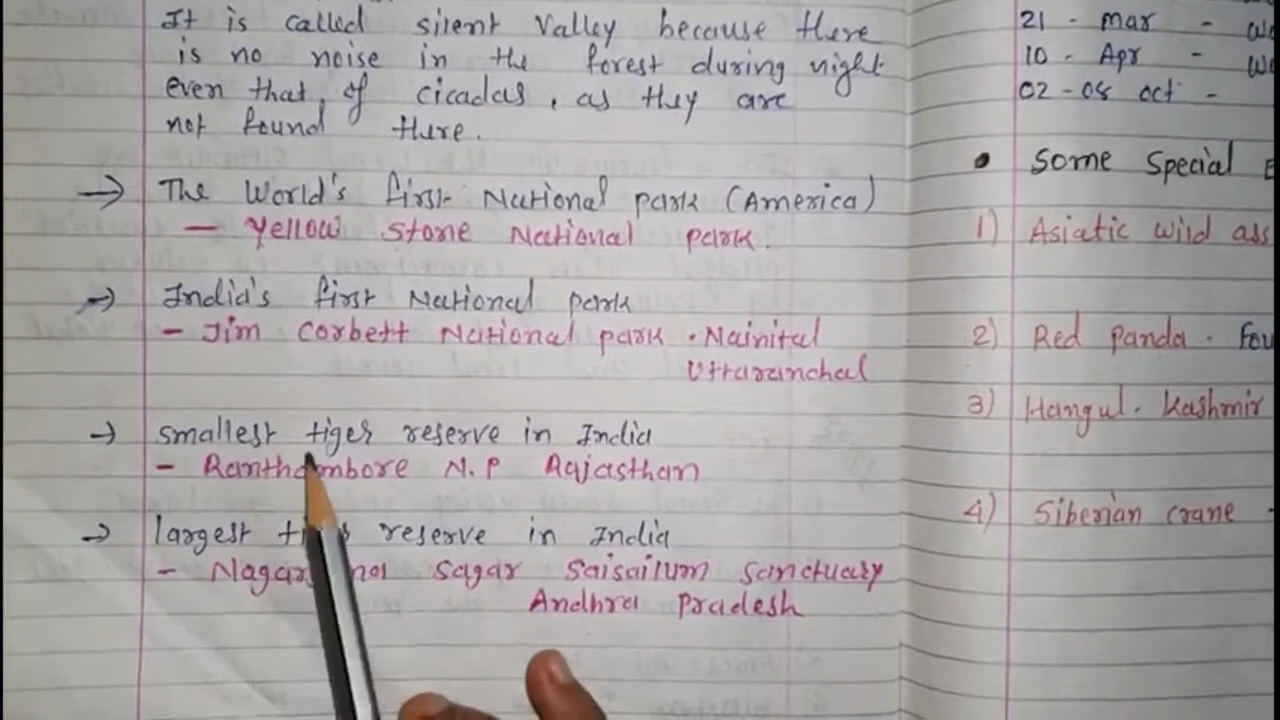 It is called silent Valley because there
is no noise in the forest during night
even that of cicadas, as they are
not found there.
→ The World's first National park (America)
– Yellow Stone National park.
→ India's first National park
– Jim Corbett National park . Nainital
Uttaranchal
→ smallest tiger reserve in India
– Ranthambore N.P Rajasthan
→ largest reserve in India
– Sagar Saisailum Sanctuary
Andhra Pradesh
21 - mar -
10 - Apr -
02 - 08 oct -
• Some Special
1) Asiatic wild ass
2) Red panda .
3) Hangul . Kashmir
4) Siberian crane -